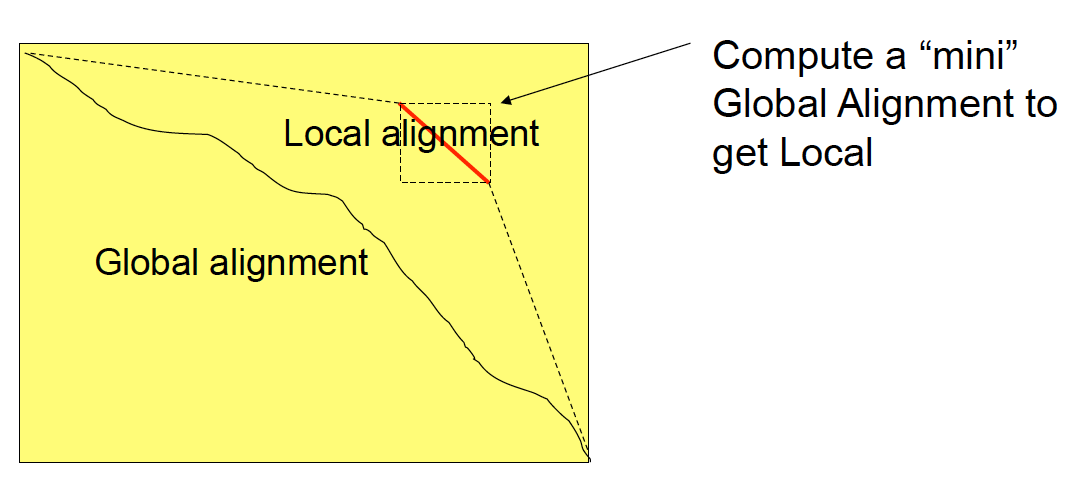 Compute a “mini”
Global Alignment to
get Local
Local alignment
Global alignment